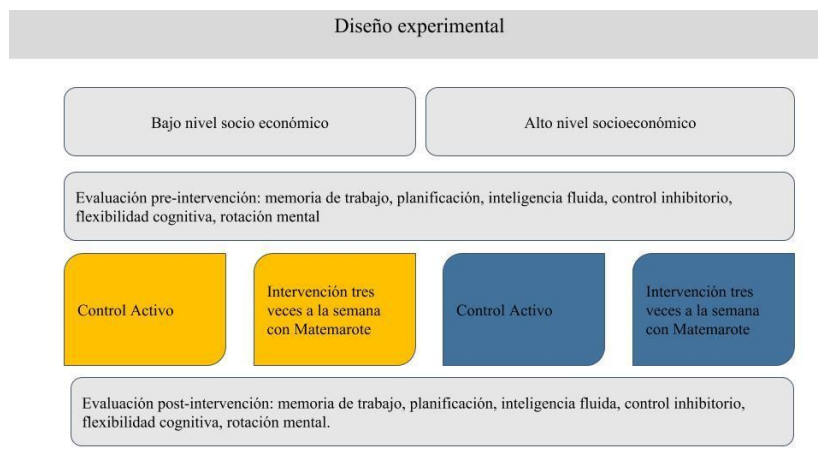 Diseño experimental
Bajo nivel socio económico
Alto nivel socioeconómico
Evaluación pre-intervención: memoria de trabajo, planificación, inteligencia fluida, control inhibitorio,
flexibilidad cognitiva, rotación mental
Control Activo
Intervención tres
veces a la semana
con Matemarote
Control Activo
Intervención tres
veces a la semana
con Matemarote
Evaluación post-intervención: memoria de trabajo, planificación, inteligencia fluida, control inhibitorio,
flexibilidad cognitiva, rotación mental.